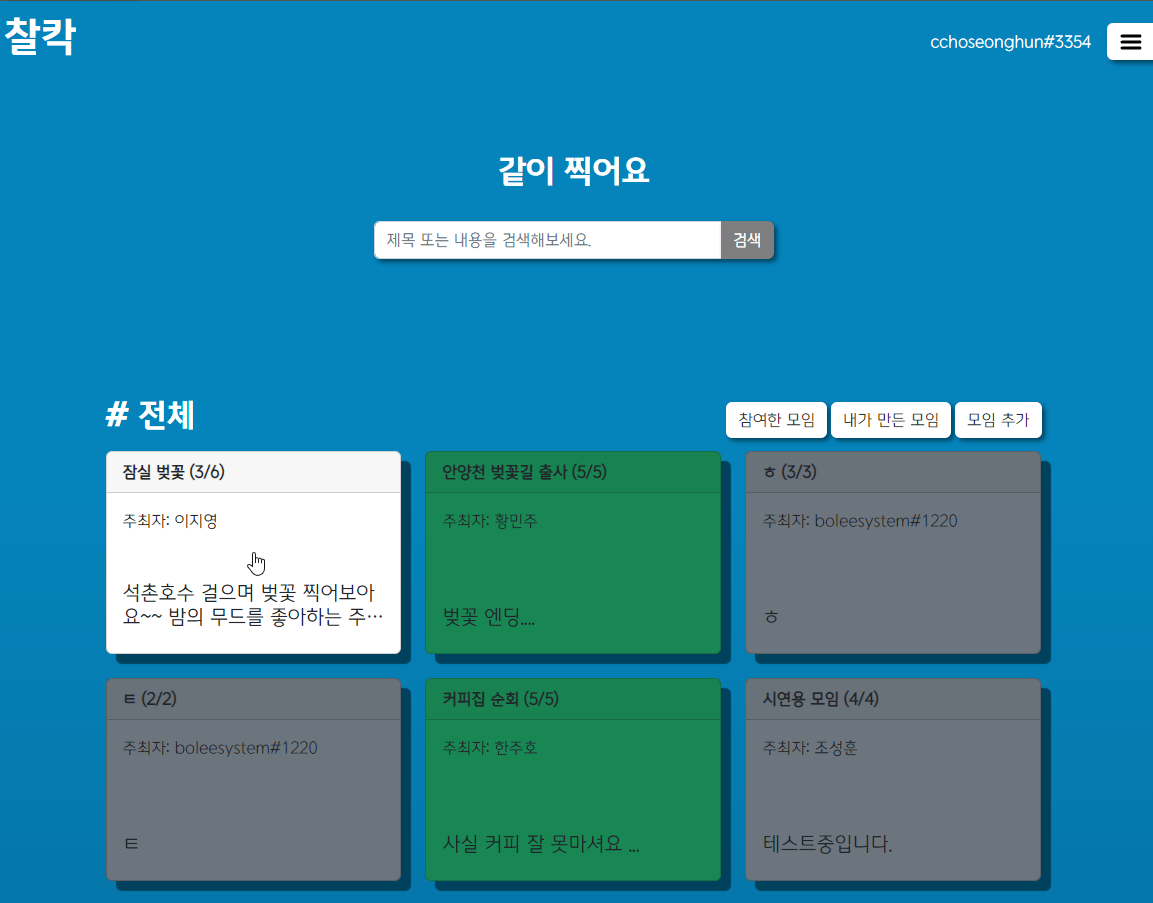 찰칵
cchoseonghun#3354
같이 찍어요
제목 또는 내용을 검색해보세요.
검색
# 전체
참여한 모임
내가 만든 모임
모임 추가
잠실 벚꽃 (3/6)
주최자: 이지영
석촌호수 걸으며 벚꽃 찍어보아
요~~ 밤의 무드를 좋아하는 주…
안양천 벚꽃길 출사 (5/5)
주최자: 황민주
벚꽃 엔딩....
ㅎ (3/3)
주최자: boleesystem#1220
ㅎ
ㅌ (2/2)
주최자: boleesystem#1220
ㅌ
커피집 순회 (5/5)
주최자: 한주호
사실 커피 잘 못마셔요 ...
시연용 모임 (4/4)
주최자: 조성훈
테스트중입니다.